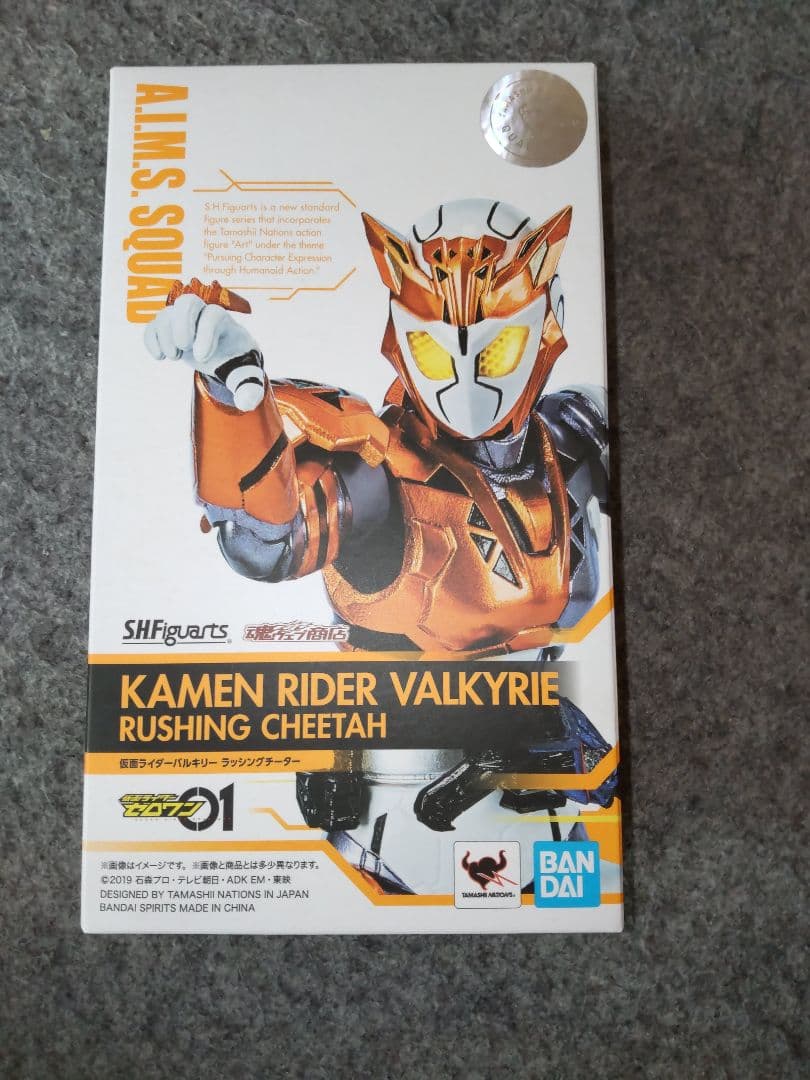 A.I.M.S. SQUAD
S.H.Figuarts is a new standard
figure series that incorporates
the Tamashii Nations action
figure "Art" under the theme
"Pursuing Character Expression
through Humanoid Action."
S.H.Figuarts
魂ウェブ商店
KAMEN RIDER VALKYRIE
RUSHING CHEETAH
仮面ライダーバルキリー ラッシングチーター
仮面ライダー
ゼロワン01
※画像はイメージです。 ※画像と商品とは多少異なります。
©2019 石森プロ・テレビ朝日・ADK EM・東映
DESIGNED BY TAMASHII NATIONS IN JAPAN
BANDAI SPIRITS MADE IN CHINA
TAMASHII NATIONS
BAN
DAI